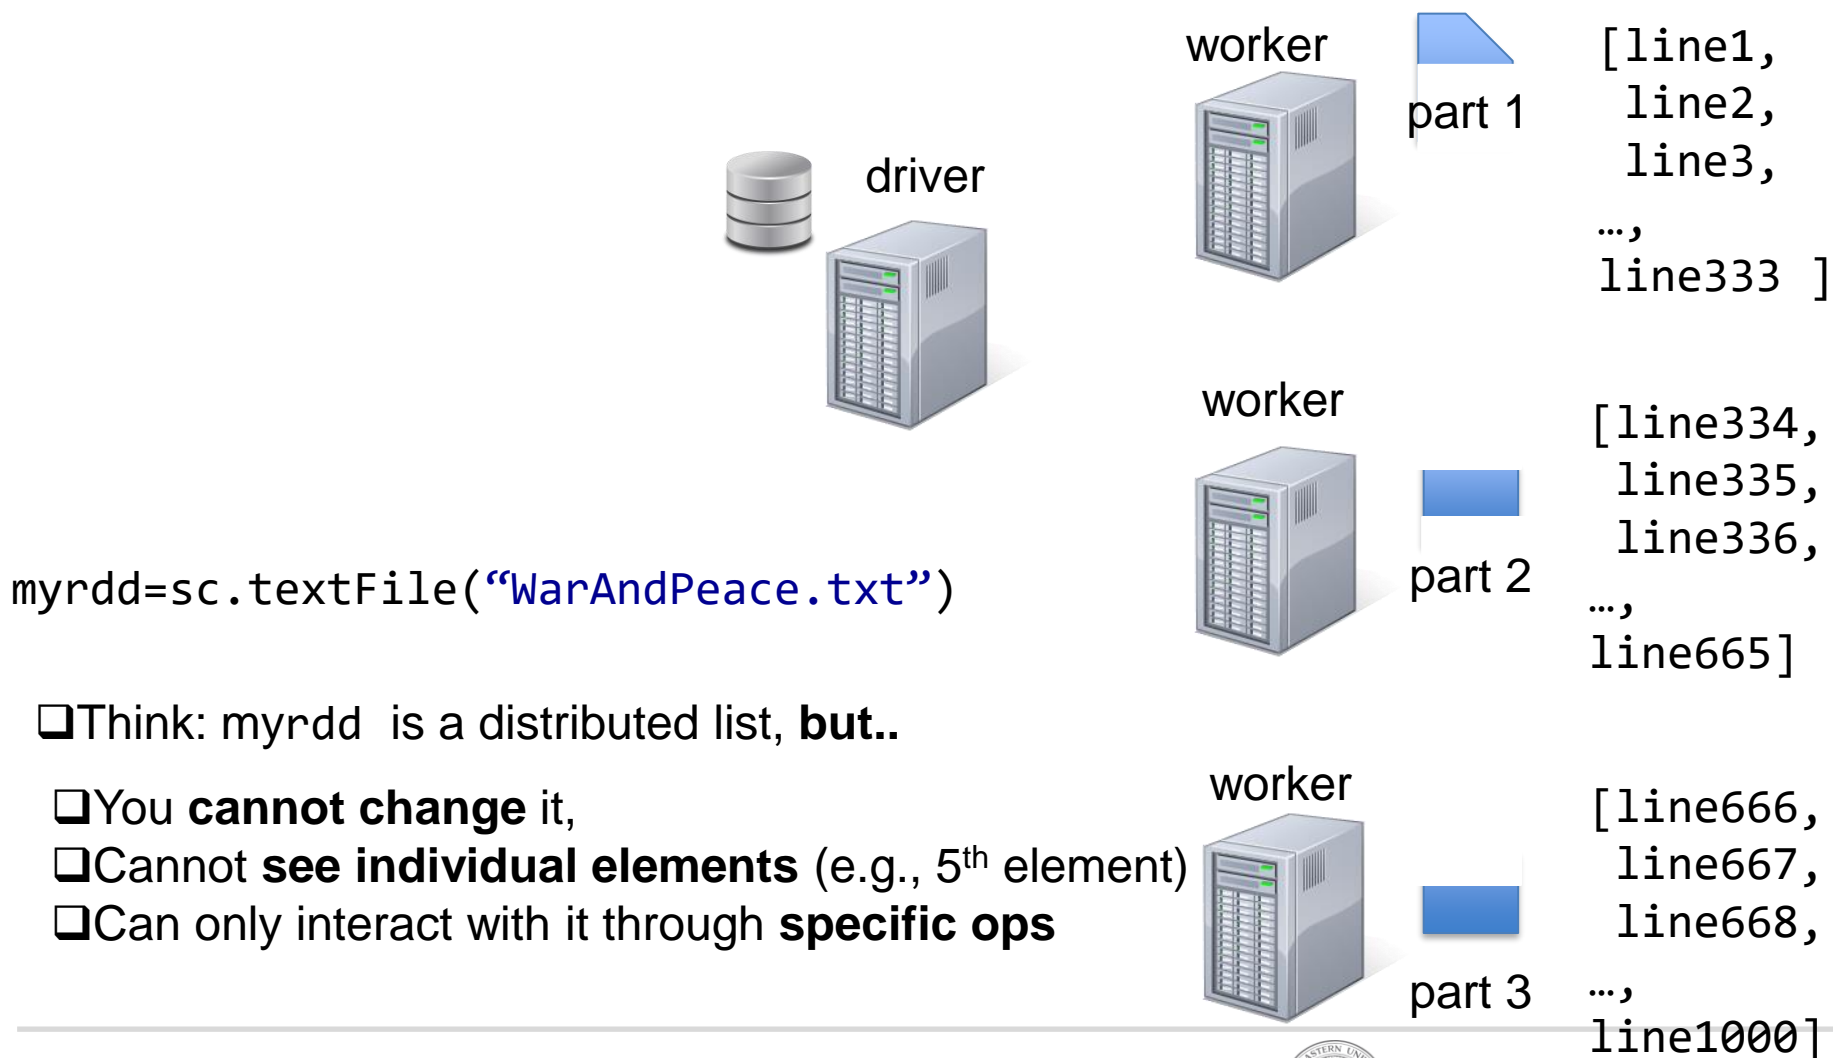 worker
part 1
[line1,
line2,
line3,
…,
line333 ]
driver
worker
part 2
[line334,
line335,
line336,
…,
line665]
myrdd=sc.textFile(“WarAndPeace.txt”)
❑Think: myrdd is a distributed list, but..
❑You cannot change it,
❑Cannot see individual elements (e.g., 5th element)
❑Can only interact with it through specific ops
worker
part 3
[line666,
line667,
line668,
…,
line1000]